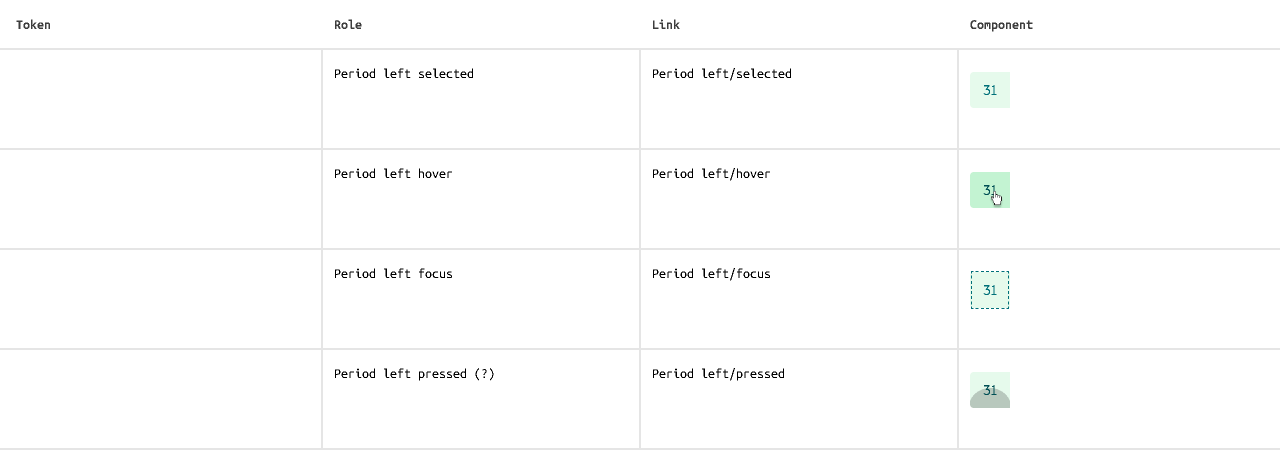 Token Role Link Component
Period left selected Period left/selected 31
Period left hover Period left/hover 31
Period left focus Period left/focus 31
Period left pressed (?) Period left/pressed 31